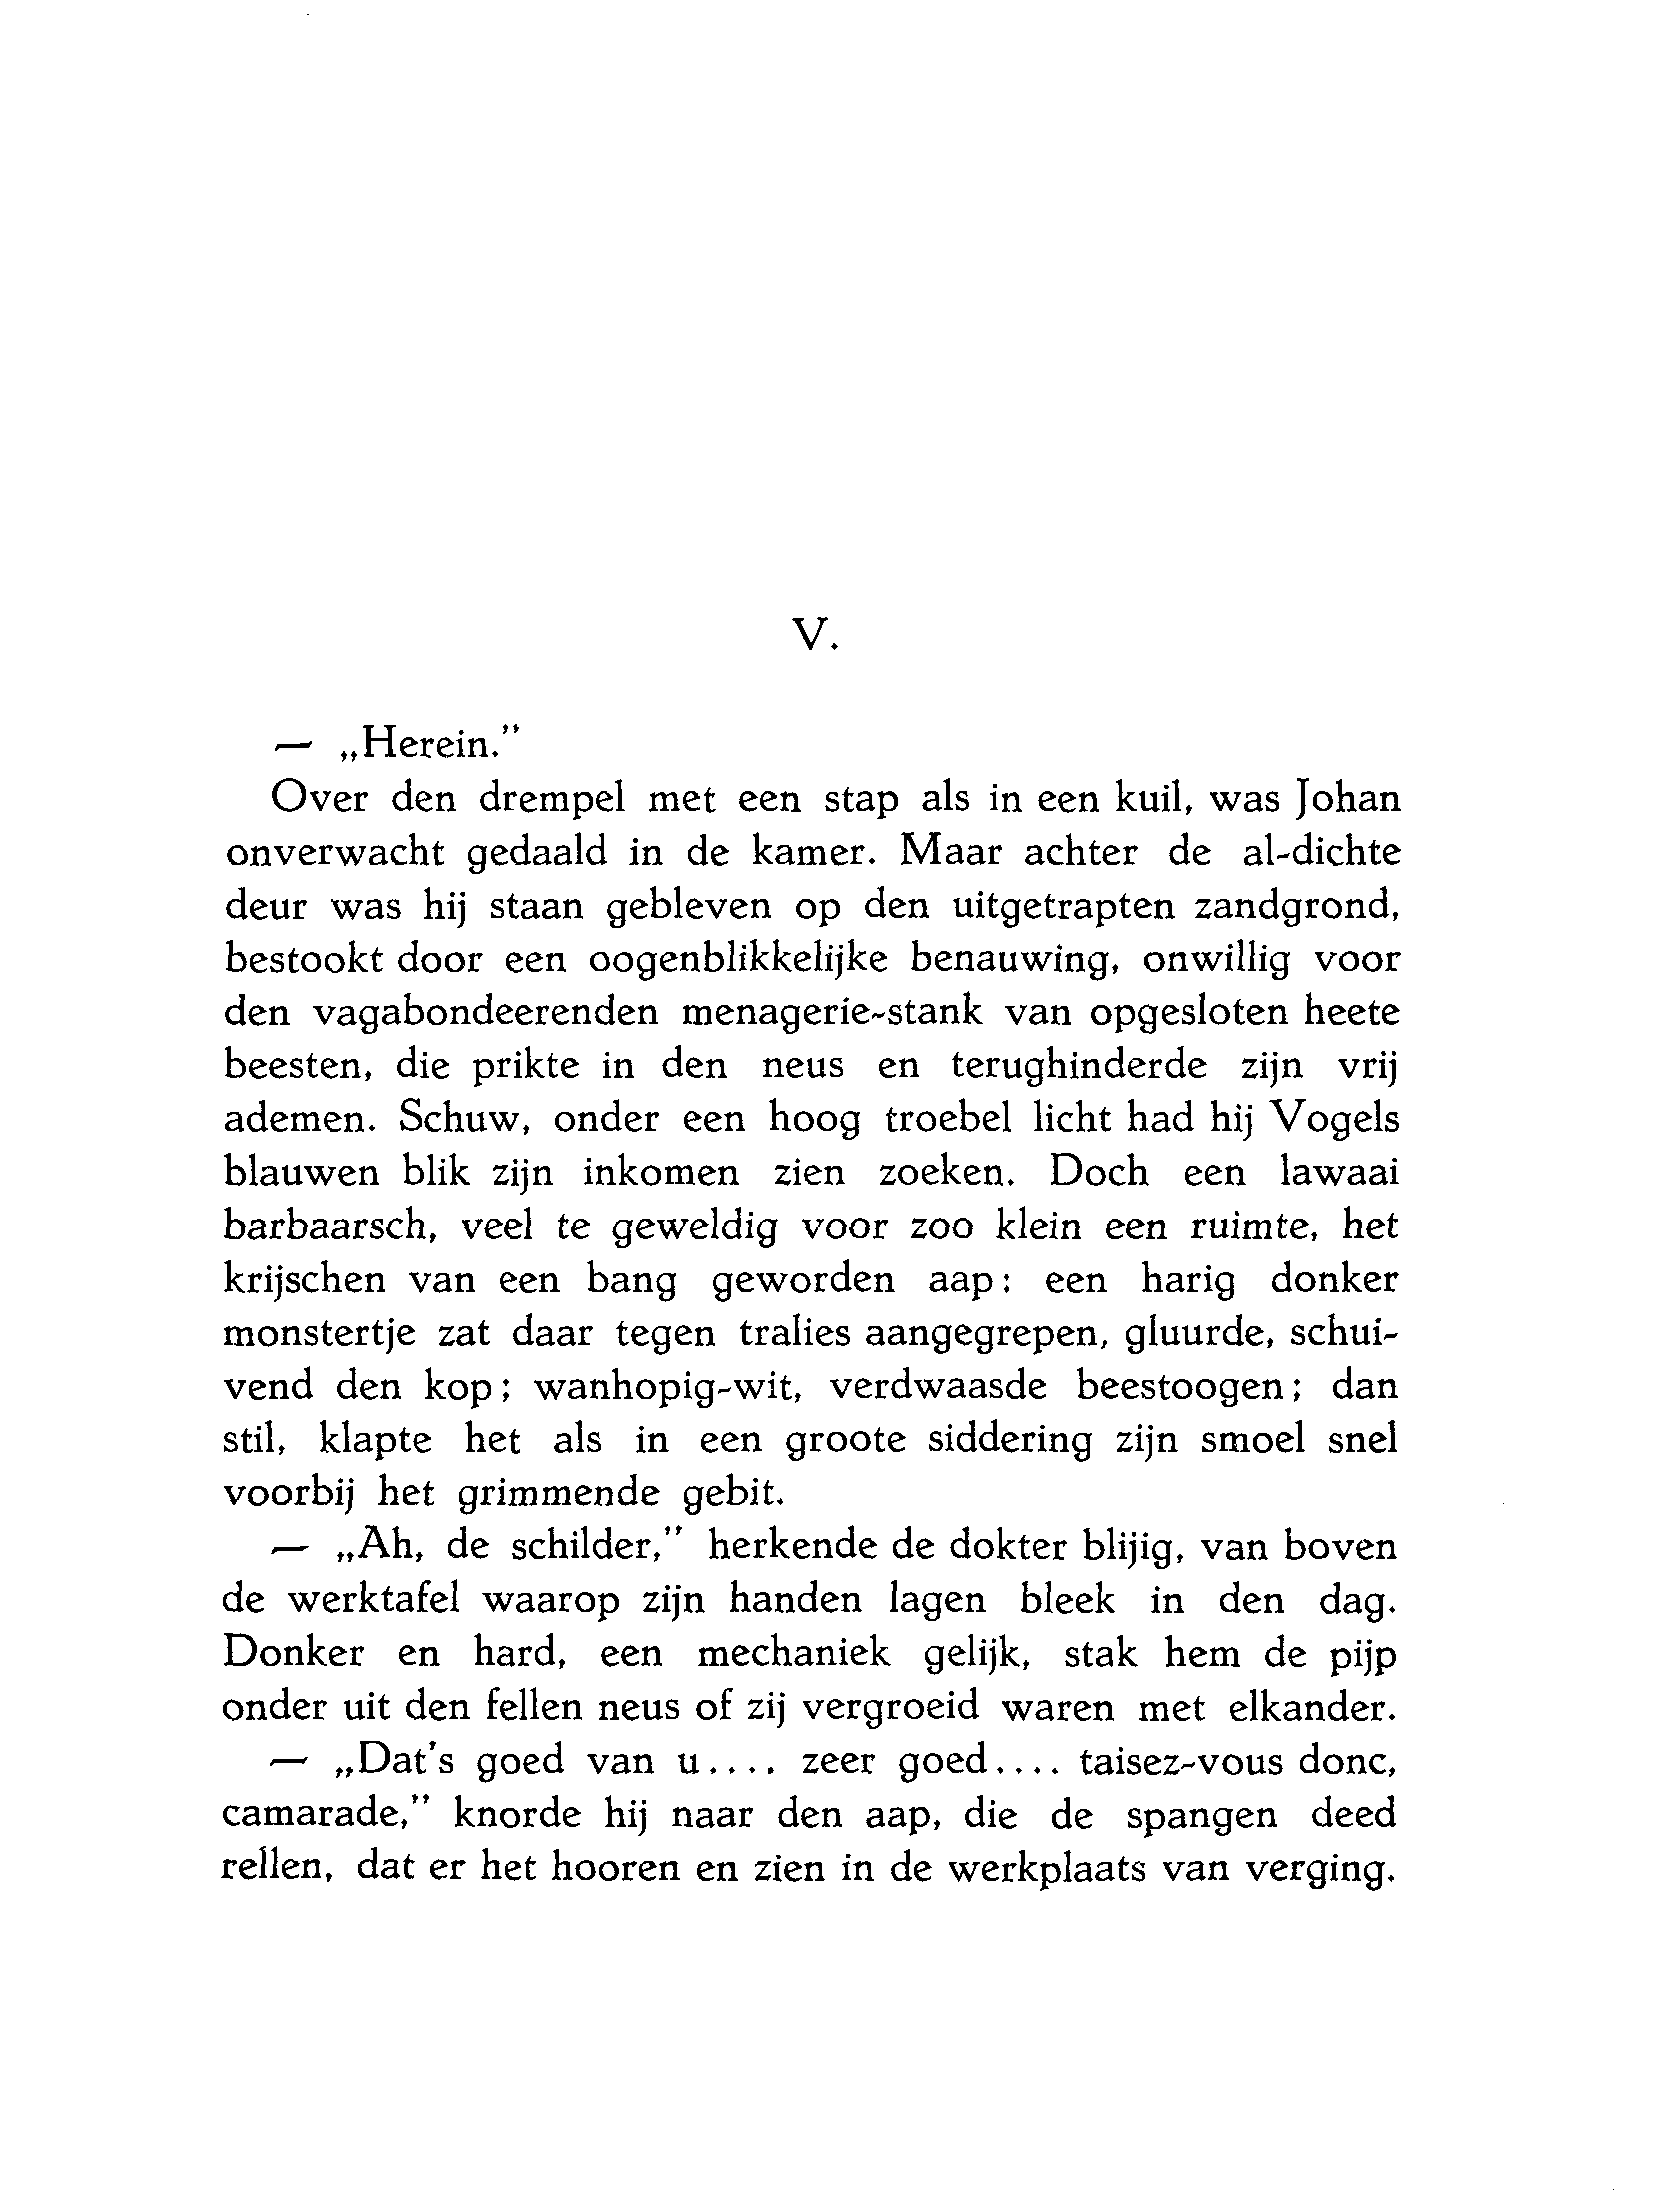 V.
— „Herein.”
Over den drempel met een stap als in een kuil, was Johan
onverwacht gedaald in de kamer. Maar achter de al-dichte
deur was hij staan gebleven op den uitgetrapten zandgrond,
bestookt door een oogenblikkelijke benauwing, onwillig voor
den vagabondeerenden menagerie-stank van opgesloten heete
beesten, die prikte in den neus en terughinderde zijn vrij
ademen. Schuw, onder een hoog troebel licht had hij Vogels
blauwen blik zijn inkomen zien zoeken. Doch een lawaai
barbaarsch, veel te geweldig voor zoo klein een ruimte, het
krijschen van een bang geworden aap: een harig donker
monstertje zat daar tegen tralies aangegrepen, gluurde, schui-
vend den kop; wanhopig-wit, verdwaasde beestoogen; dan
stil, klapte het als in een groote siddering zijn smoel snel
voorbij het grimmende gebit.
— „Ah, de schilder,” herkende de dokter blijig, van boven
de werktafel waarop zijn handen lagen bleek in den dag.
Donker en hard, een mechaniek gelijk, stak hem de pijp
onder uit den fellen neus of zij vergroeid waren met elkander.
— „Dat's goed van u.... zeer goed.... taisez-vous donc,
camarade,” knorde hij naar den aap, die de spangen deed
rellen, dat er het hooren en zien in de werkplaats van verging.